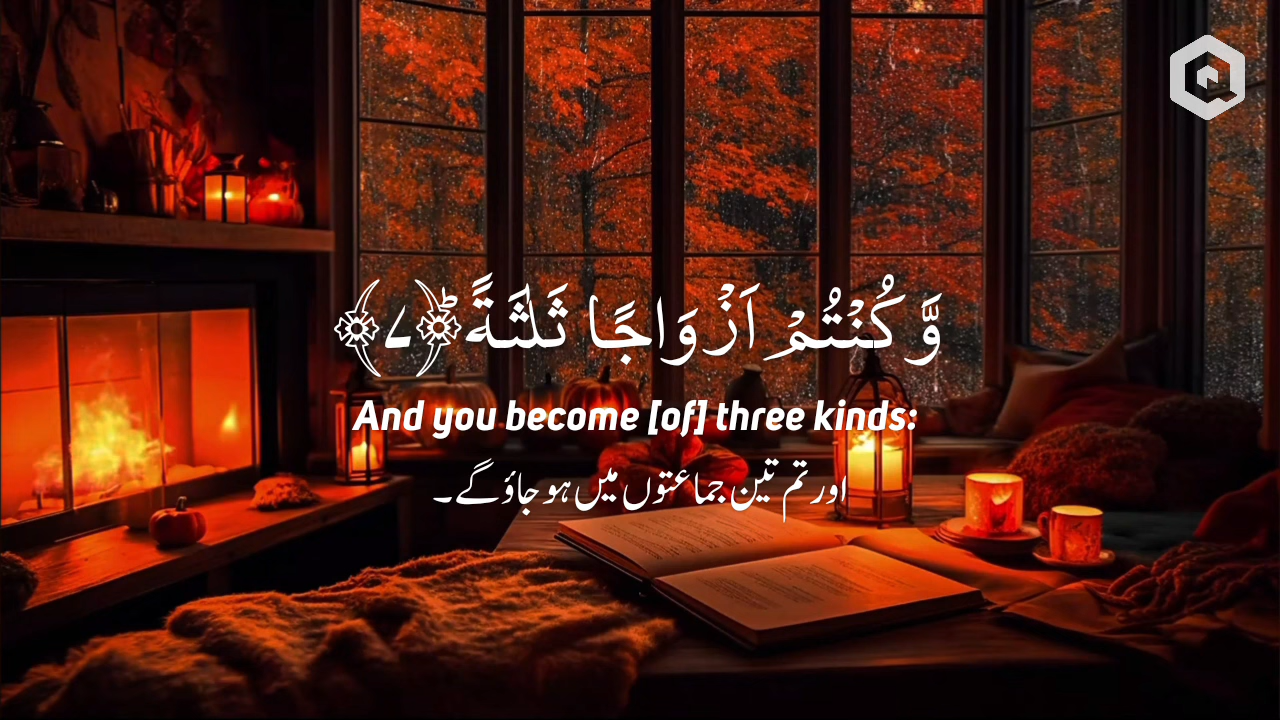 وَّ كُنۡتُمۡ اَزۡوَاجًا ثَلٰثَةً ؕ﴿۷﴾
And you become [of] three kinds:
اور تم تین جماعتوں میں ہو جاؤ گے۔